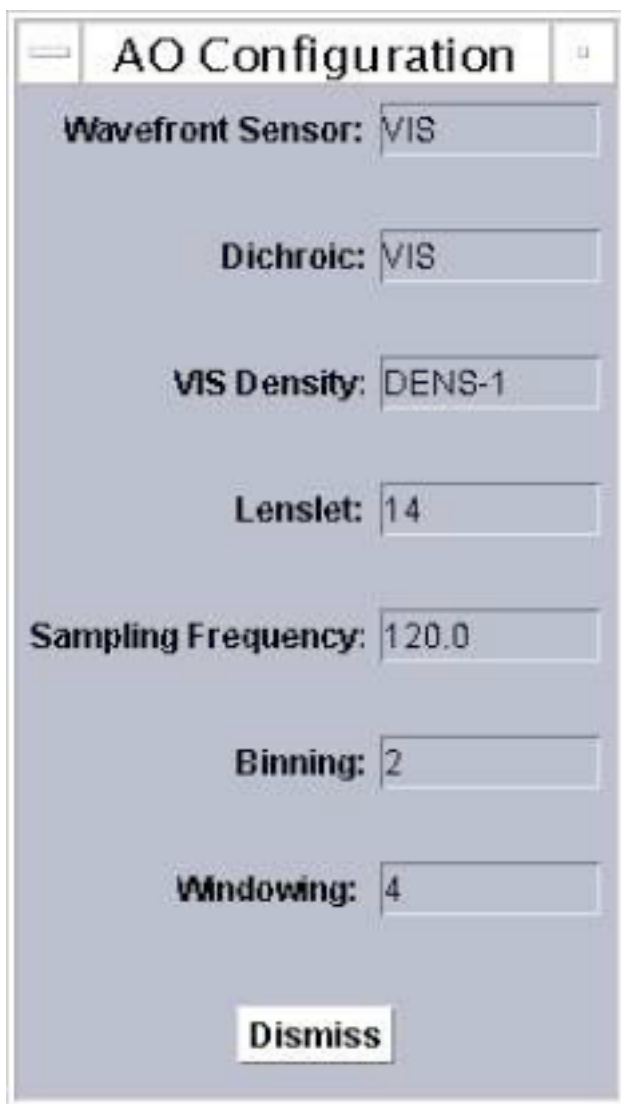 AO Configuration
Wavefront Sensor: VIS
Dichroic: VIS
VIS Density: DENS-1
Lenslet: 14
Sampling Frequency: 120.0
Binning: 2
Windowing: 4
Dismiss